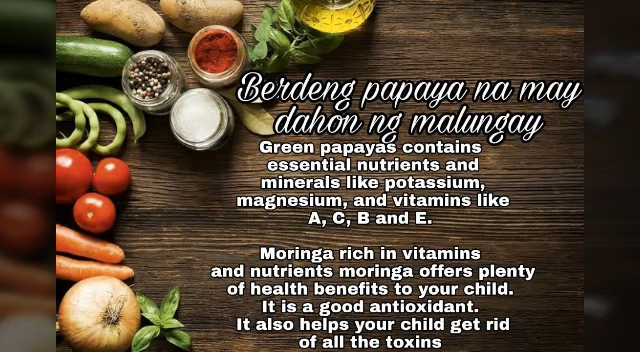 Berdeng papaya na may
dahon ng malungay
Green papayas contains
essential nutrients and
minerals like potassium,
magnesium, and vitamins like
A, C, B and E.
Moringa rich in vitamins
and nutrients moringa offers plenty
of health benefits to your child.
It is a good antioxidant.
It also helps your child get rid
of all the toxins